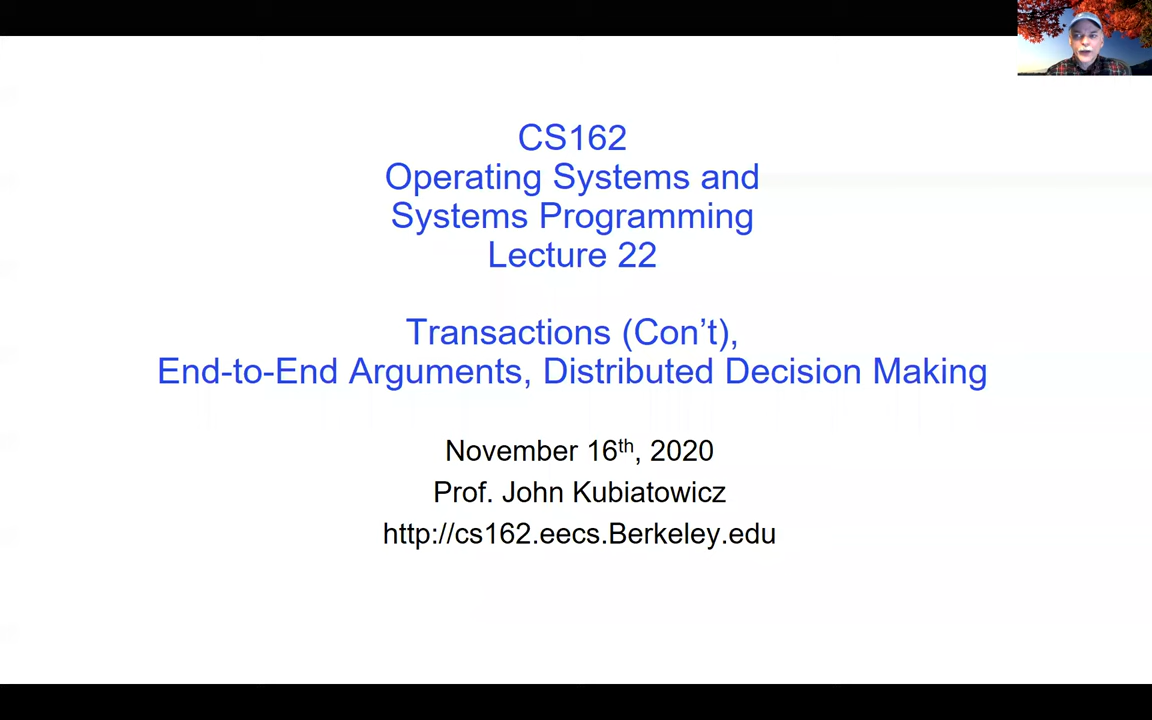 CS162
Operating Systems and
Systems Programming
Lecture 22
Transactions (Con’t),
End-to-End Arguments, Distributed Decision Making
November 16th, 2020
Prof. John Kubiatowicz
http://cs162.eecs.Berkeley.edu